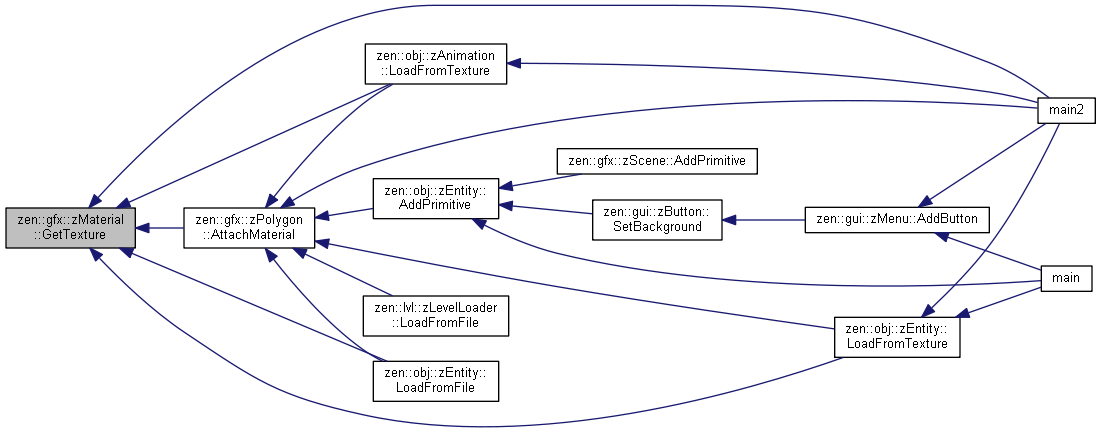 zen::gfx::zMaterial
::GetTexture
zen::gfx::zPolygon
::AttachMaterial
zen::obj::zAnimation
::LoadFromTexture
zen::obj::zEntity::
AddPrimitive
zen::lvl::zLevelLoader
::LoadFromFile
zen::obj::zEntity::
LoadFromFile
zen::gfx::zScene::AddPrimitive
zen::gui::zButton::
SetBackground
zen::gui::zMenu::AddButton
zen::obj::zEntity::
LoadFromTexture
main2
main